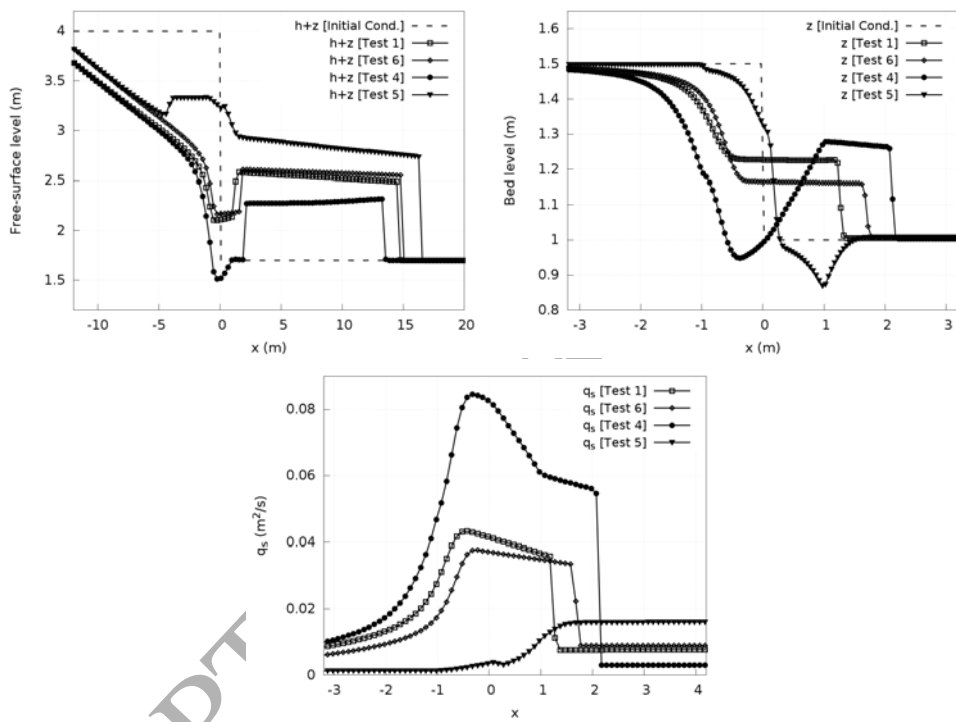 4
3.5
3
2.5
2
1.5
Free-surface level (m)
-10
-5
0
5
10
15
20
x (m)
h+z [Initial Cond.]
h+z [Test 1]
h+z [Test 6]
h+z [Test 4]
h+z [Test 5]
1.6
1.5
1.4
1.3
1.2
1.1
1
0.9
0.8
Bed level (m)
-3
-2
-1
0
1
2
3
x (m)
z [Initial Cond.]
z [Test 1]
z [Test 6]
z [Test 4]
z [Test 5]
0.08
0.06
0.04
0.02
0
qs (m²/s)
-3
-2
-1
0
1
2
3
4
x
qs [Test 1]
qs [Test 6]
qs [Test 4]
qs [Test 5]
DT